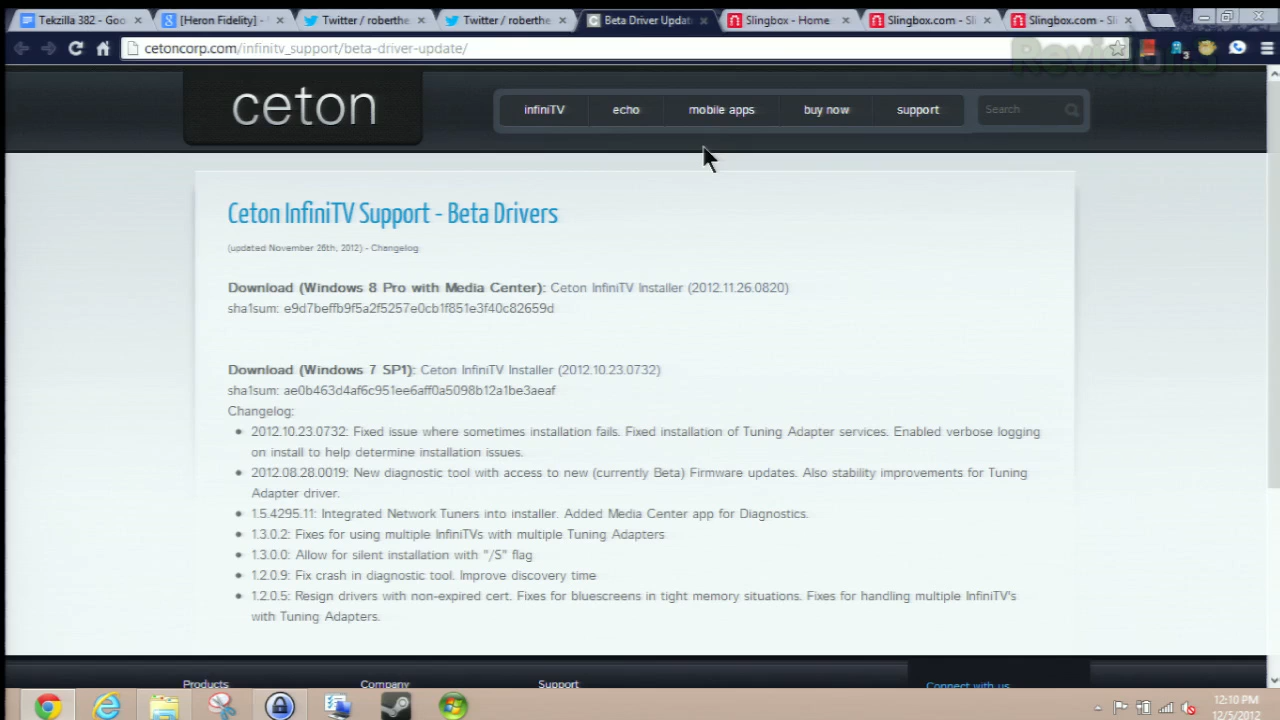 Tekzilla 382 - Goo
[Heron Fidelity] -
Twitter / roberthe
Twitter / roberthe
Beta Driver Updat
Slingbox - Home
Slingbox.com - Sli
Slingbox.com - Sli
cetoncorp.com/infinitv_support/beta-driver-update/
Revision3
ceton
infiniTV
echo
mobile apps
buy now
support
Search
Ceton InfiniTV Support - Beta Drivers
(updated November 26th, 2012) - Changelog
Download (Windows 8 Pro with Media Center): Ceton InfiniTV Installer (2012.11.26.0820)
sha1sum: e9d7beffb9f5a2f5257e0cb1f851e3f40c82659d
Download (Windows 7 SP1): Ceton InfiniTV Installer (2012.10.23.0732)
sha1sum: ae0b463d4af6c951ee6aff0a5098b12a1be3aeaf
Changelog:
2012.10.23.0732: Fixed issue where sometimes installation fails. Fixed installation of Tuning Adapter services. Enabled verbose logging
on install to help determine installation issues.
2012.08.28.0019: New diagnostic tool with access to new (currently Beta) Firmware updates. Also stability improvements for Tuning
Adapter driver.
1.5.4295.11: Integrated Network Tuners into installer. Added Media Center app for Diagnostics.
1.3.0.2: Fixes for using multiple InfiniTVs with multiple Tuning Adapters
1.3.0.0: Allow for silent installation with "/S" flag
1.2.0.9: Fix crash in diagnostic tool. Improve discovery time
1.2.0.5: Resign drivers with non-expired cert. Fixes for bluescreens in tight memory situations. Fixes for handling multiple InfiniTV's
with Tuning Adapters.
Products
Company
Support
Connect with us
12:10 PM
12/5/2012